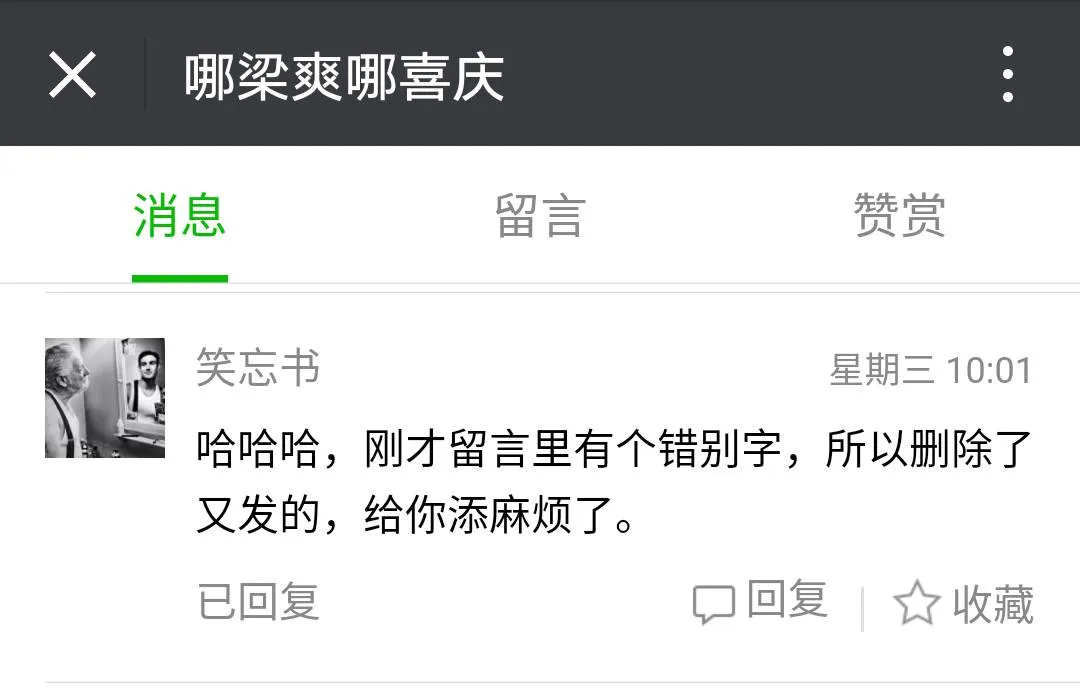 哪梁爽哪喜庆
消息 留言 赞赏
笑忘书 星期三 10:01
哈哈哈，刚才留言里有个错别字，所以删除了
又发的，给你添麻烦了。
已回复 回复 收藏